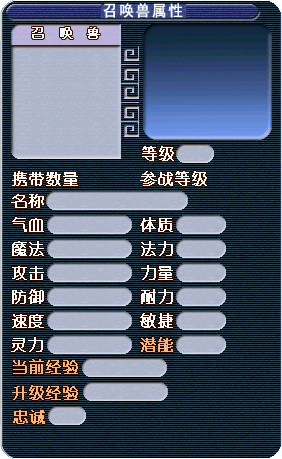 召唤兽属性
召 唤 兽
等级
携带数量 参战等级
名称
气血 体质
魔法 法力
攻击 力量
防御 耐力
速度 敏捷
灵力 潜能
当前经验
升级经验
忠诚